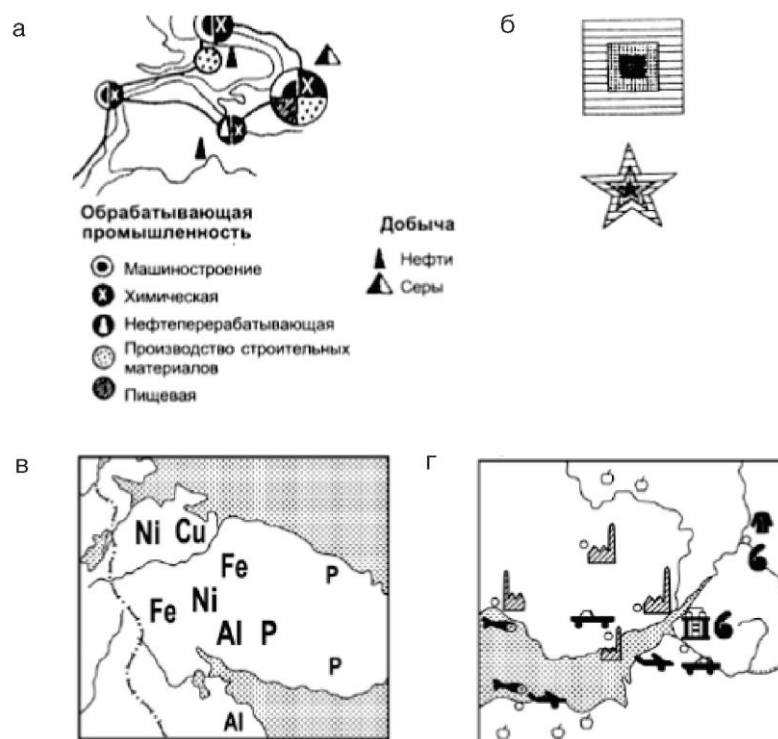 а
б
Обрабатывающая
промышленность
Машиностроение
Х Химическая
Нефтеперерабатывающая
Производство строительных
материалов
Пищевая
Добыча
Нефти
Серы
Х
Х
Х
Х
в
г
Ni Cu
Fe
P
Fe
Ni
Al P
P
Al